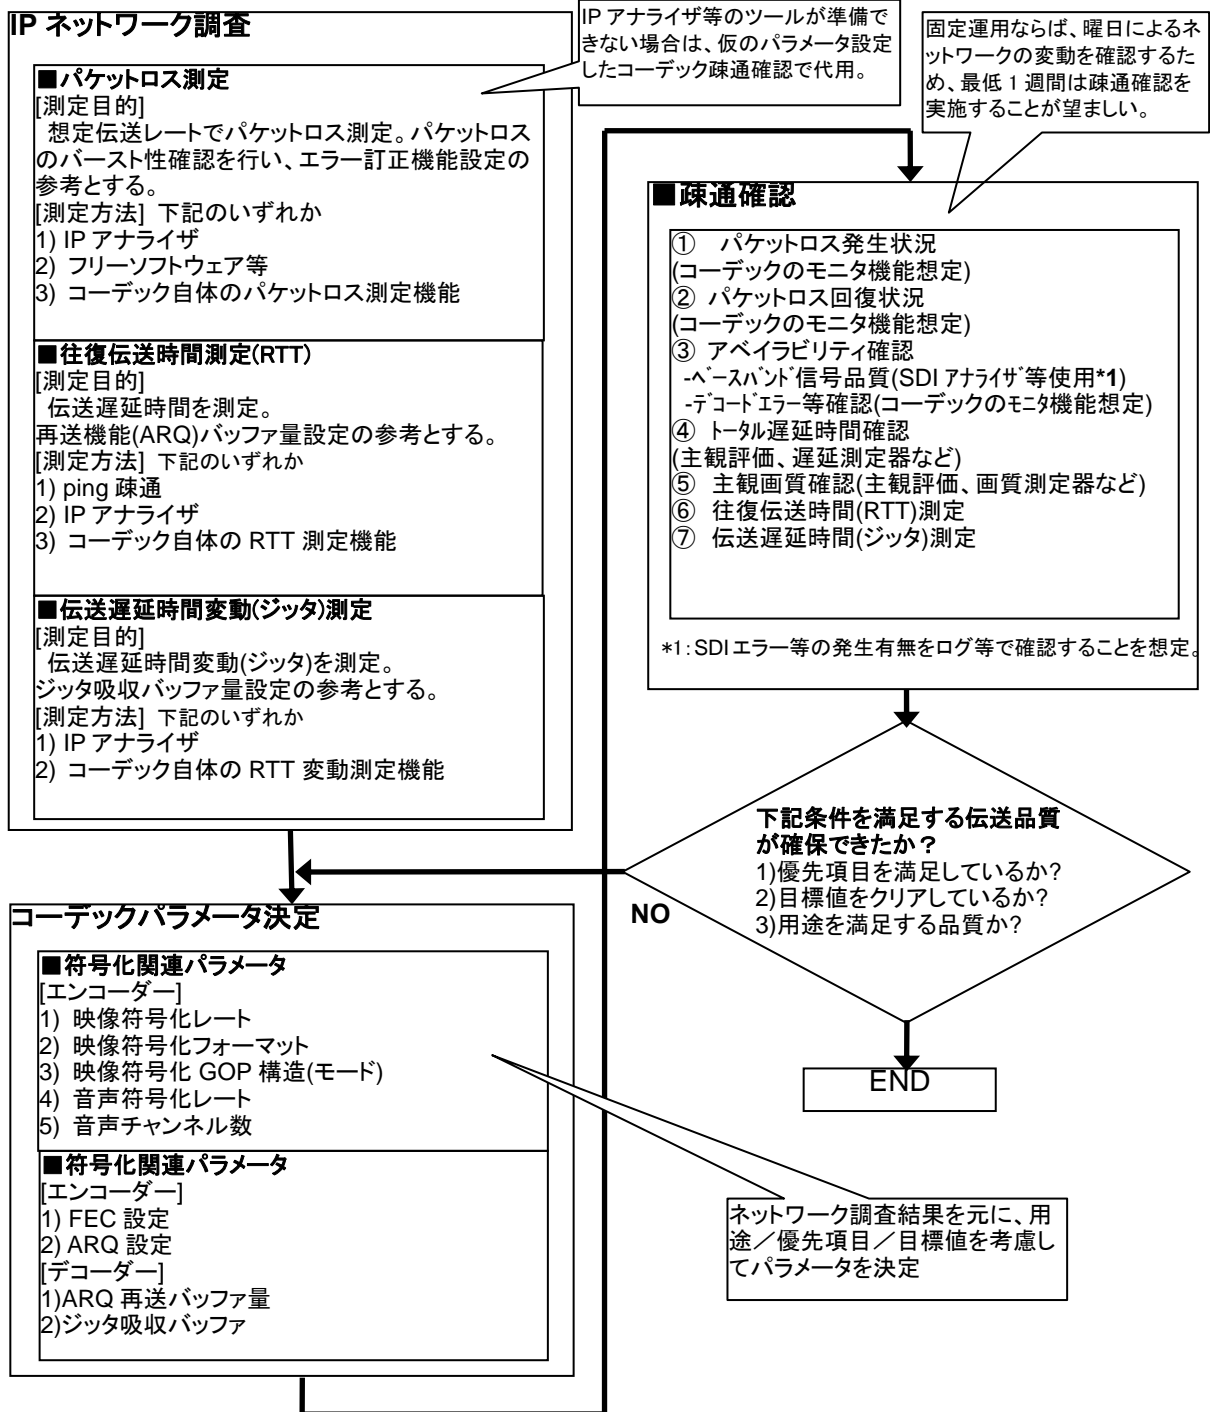 IP ネットワーク調査
IP アナライザ等のツールが準備で
きない場合は、仮のパラメータ設定
したコーデック疎通確認で代用。
■パケットロス測定
[測定目的]
想定伝送レートでパケットロス測定。パケットロス
のバースト性確認を行い、エラー訂正機能設定の
参考とする。
[測定方法] 下記のいずれか
1) IP アナライザ
2) フリーソフトウェア等
3) コーデック自体のパケットロス測定機能
■往復伝送時間測定(RTT)
[測定目的]
伝送遅延時間を測定。
再送機能(ARQ)バッファ量設定の参考とする。
[測定方法] 下記のいずれか
1) ping 疎通
2) IP アナライザ
3) コーデック自体の RTT 測定機能
■伝送遅延時間変動(ジッタ)測定
[測定目的]
伝送遅延時間変動(ジッタ)を測定。
ジッタ吸収バッファ量設定の参考とする。
[測定方法] 下記のいずれか
1) IP アナライザ
2) コーデック自体の RTT 変動測定機能
コーデックパラメータ決定
■符号化関連パラメータ
[エンコーダー]
1) 映像符号化レート
2) 映像符号化フォーマット
3) 映像符号化 GOP 構造(モード)
4) 音声符号化レート
5) 音声チャンネル数
■符号化関連パラメータ
[エンコーダー]
1) FEC 設定
2) ARQ 設定
[デコーダー]
1)ARQ 再送バッファ量
2)ジッタ吸収バッファ
ネットワーク調査結果を元に、用
途／優先項目／目標値を考慮し
てパラメータを決定
固定運用ならば、曜日によるネ
ットワークの変動を確認するた
め、最低 1 週間は疎通確認を
実施することが望ましい。
■疎通確認
① パケットロス発生状況
(コーデックのモニタ機能想定)
② パケットロス回復状況
(コーデックのモニタ機能想定)
③ アベイラビリティ確認
-ﾍﾞｰｽﾊﾞﾝﾄﾞ信号品質(SDI ｱﾅﾗｲｻﾞ等使用*1)
-ﾃﾞｺｰﾄﾞｴﾗｰ等確認(コーデックのﾓﾆﾀ機能想定)
④ ﾄｰﾀﾙ遅延時間確認
(主観評価、遅延測定器など)
⑤ 主観画質確認(主観評価、画質測定器など)
⑥ 往復伝送時間(RTT)測定
⑦ 伝送遅延時間(ジッタ)測定
*1：SDI エラー等の発生有無をログ等で確認することを想定。
下記条件を満足する伝送品質
が確保できたか？
1)優先項目を満足しているか?
2)目標値をクリアしているか?
3)用途を満足する品質か?
NO
END